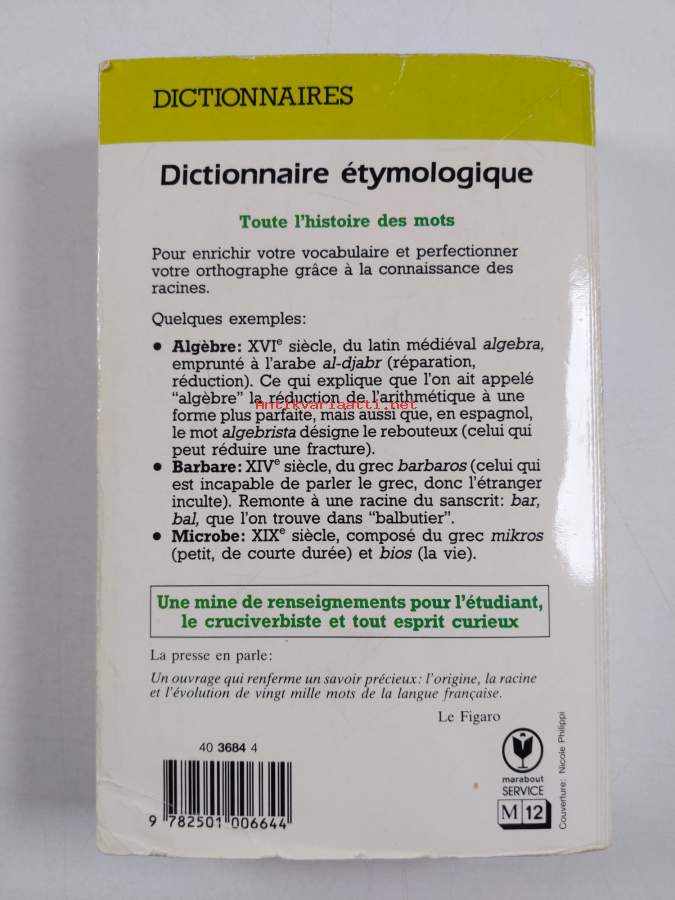 DICTIONNAIRES
Dictionnaire étymologique
Toute l'histoire des mots
Pour enrichir votre vocabulaire et perfectionner
votre orthographe grâce à la connaissance des
racines.
Quelques exemples:
• Algèbre: XVIe siècle, du latin médiéval algebra,
emprunté à l'arabe al-djabr (réparation,
réduction). Ce qui explique que l'on ait appelé
"algèbre" la réduction de l'arithmétique à une
antikvariaatti.net
forme plus parfaite, mais aussi que, en espagnol,
le mot algebrista désigne le rebouteux (celui qui
peut réduire une fracture).
• Barbare: XIVe siècle, du grec barbaros (celui qui
est incapable de parler le grec, donc l'étranger
inculte). Remonte à une racine du sanscrit: bar,
bal, que l'on trouve dans "balbutier".
• Microbe: XIXe siècle, composé du grec mikros
(petit, de courte durée) et bios (la vie).
Une mine de renseignements pour l'étudiant,
le cruciverbiste et tout esprit curieux
La presse en parle:
Un ouvrage qui renferme un savoir précieux: l'origine, la racine
et l'évolution de vingt mille mots de la langue française.
Le Figaro
40 3684 4
9 782501 006644
marabout
SERVICE
M 12
Couverture: Nicole Philippi